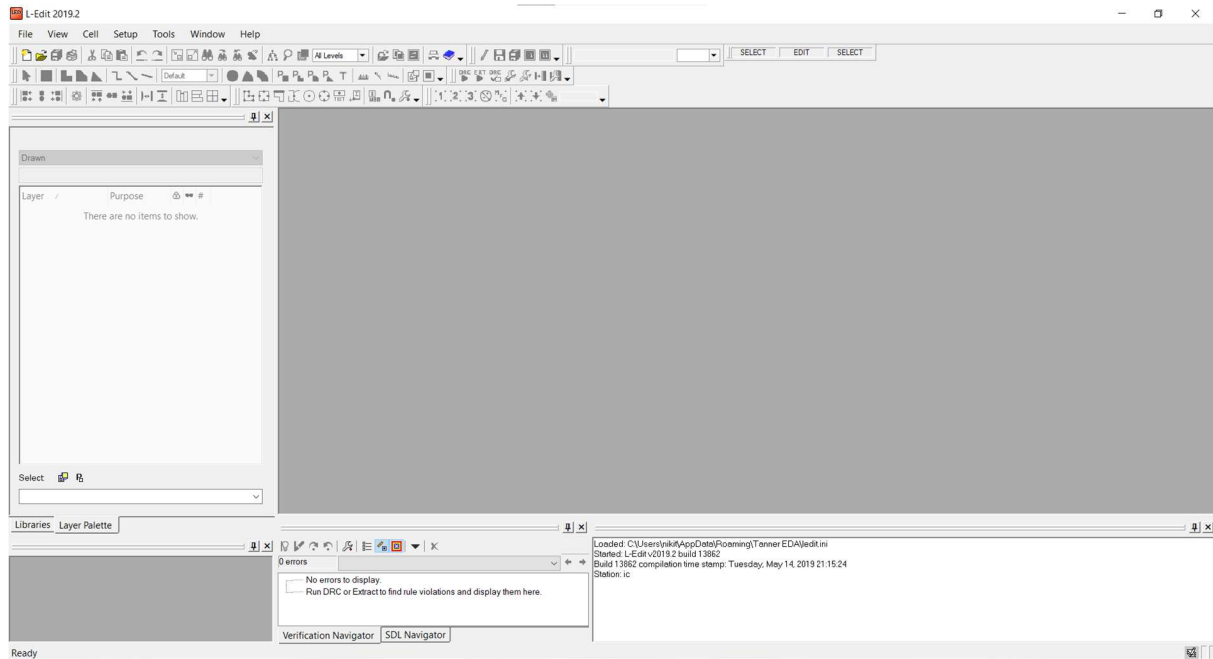 L-Edit 2019.2
File View Cell Setup Tools Window Help
All Levels
SELECT EDIT SELECT
Default
Drawn
Layer / Purpose #
There are no items to show.
Select
Libraries Layer Palette
0 errors
No errors to display.
Run DRC or Extract to find rule violations and display them here.
Verification Navigator SDL Navigator
Loaded: C:\Users\nikif\AppData\Roaming\Tanner EDA\ledit.ini
Started: L-Edit v2019.2 build 13862
Build 13862 compilation time stamp: Tuesday, May 14, 2019 21:15:24
Station: ic
Ready